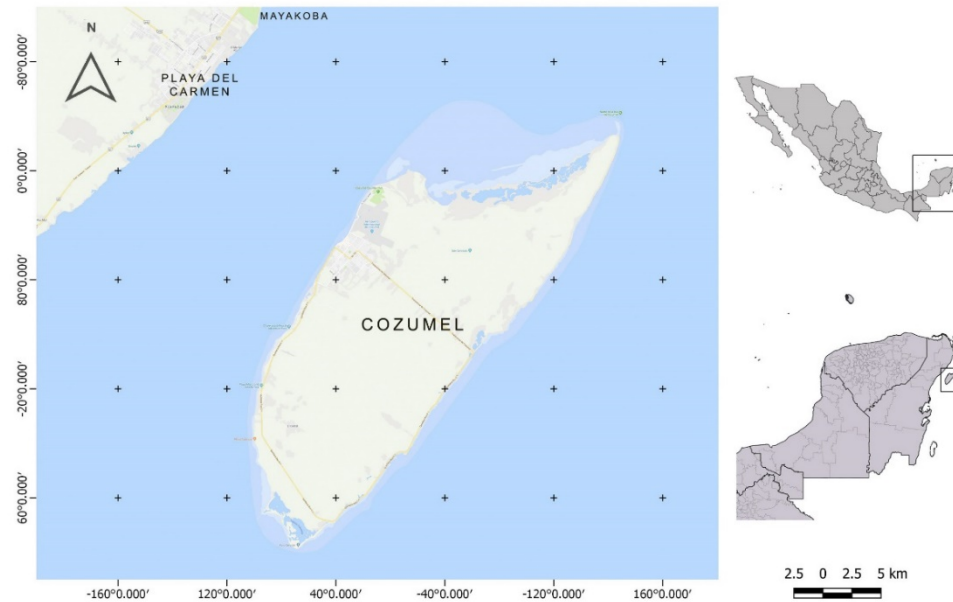 MAYAKOBA
N
PLAYA DEL
CARMEN
COZUMEL
-80°0.000'
0°0.000'
80°0.000'
-20°0.000'
60°0.000'
-160°0.000'
120°0.000'
40°0.000'
-40°0.000'
-120°0.000'
160°0.000'
2.5 0 2.5 5 km